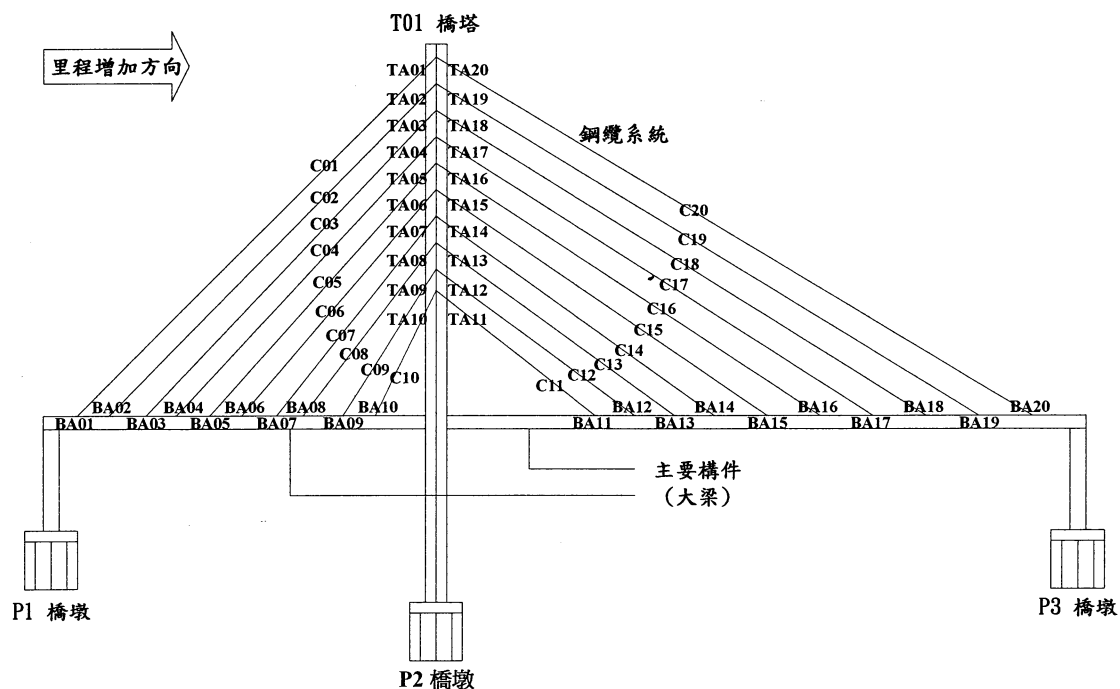 T01 橋塔
里程增加方向
鋼纜系統
TA01 TA20
TA02 TA19
TA03 TA18
TA04 TA17
TA05 TA16
TA06 TA15
TA07 TA14
TA08 TA13
TA09 TA12
TA10 TA11
C01
C02
C03
C04
C05
C06
C07
C08
C09
C10
C20
C19
C18
C17
C16
C15
C14
C13
C12
C11
BA02 BA04 BA06 BA08 BA10 BA12 BA14 BA16 BA18 BA20
BA01 BA03 BA05 BA07 BA09 BA11 BA13 BA15 BA17 BA19
主要構件
(大梁)
P1 橋墩
P2 橋墩
P3 橋墩